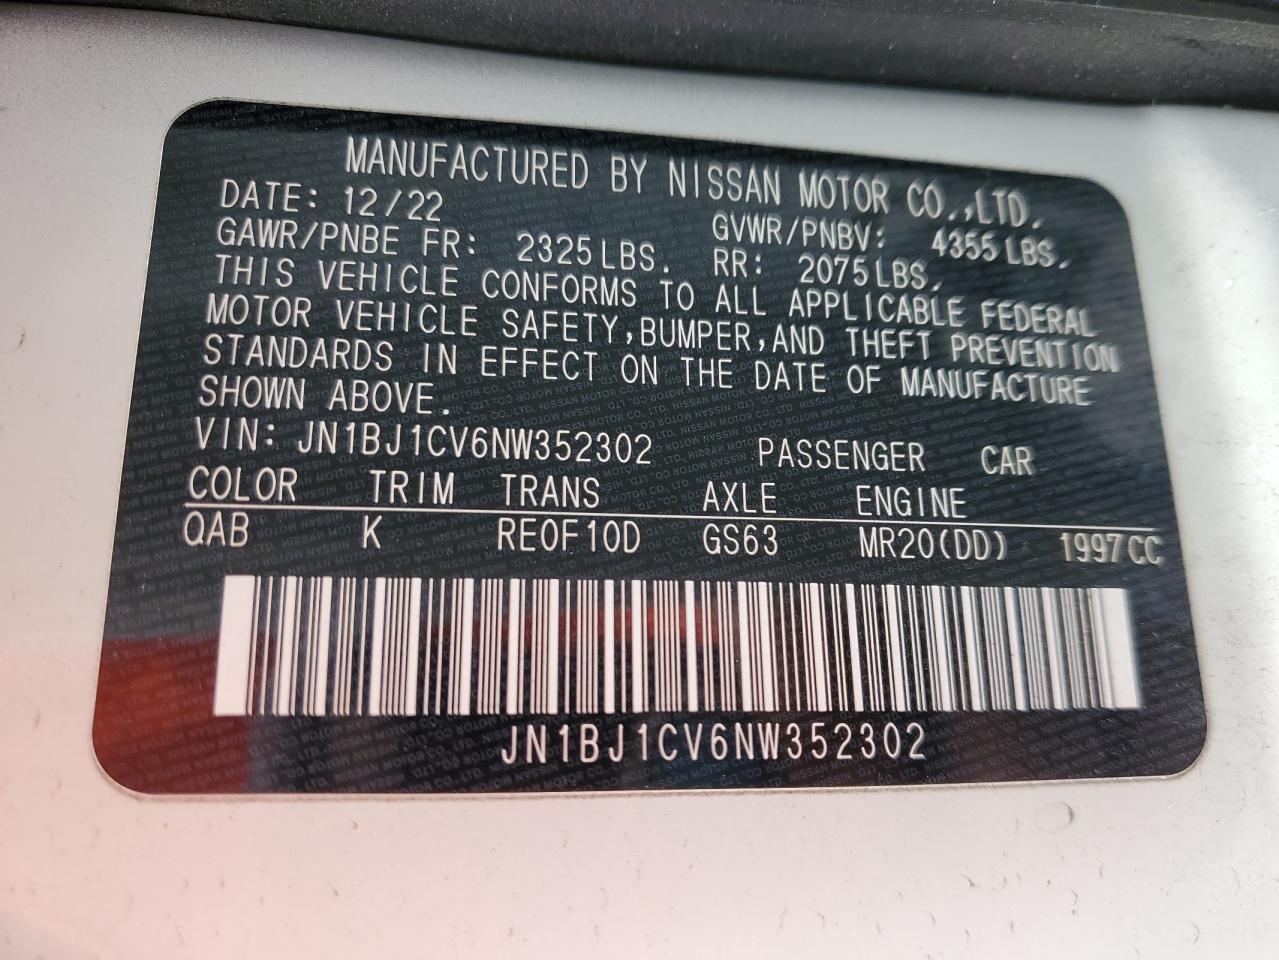 MANUFACTURED BY NISSAN MOTOR CO.,LTD.
DATE: 12/22 GVWR/PNBV: 4355LBS.
GAWR/PNBE FR: 2325LBS. RR: 2075LBS.
THIS VEHICLE CONFORMS TO ALL APPLICABLE FEDERAL
MOTOR VEHICLE SAFETY,BUMPER,AND THEFT PREVENTION
STANDARDS IN EFFECT ON THE DATE OF MANUFACTURE
SHOWN ABOVE.
VIN: JN1BJ1CV6NW352302 PASSENGER CAR
COLOR TRIM TRANS AXLE ENGINE
QAB K RE0F10D GS63 MR20(DD) 1997CC
JN1BJ1CV6NW352302